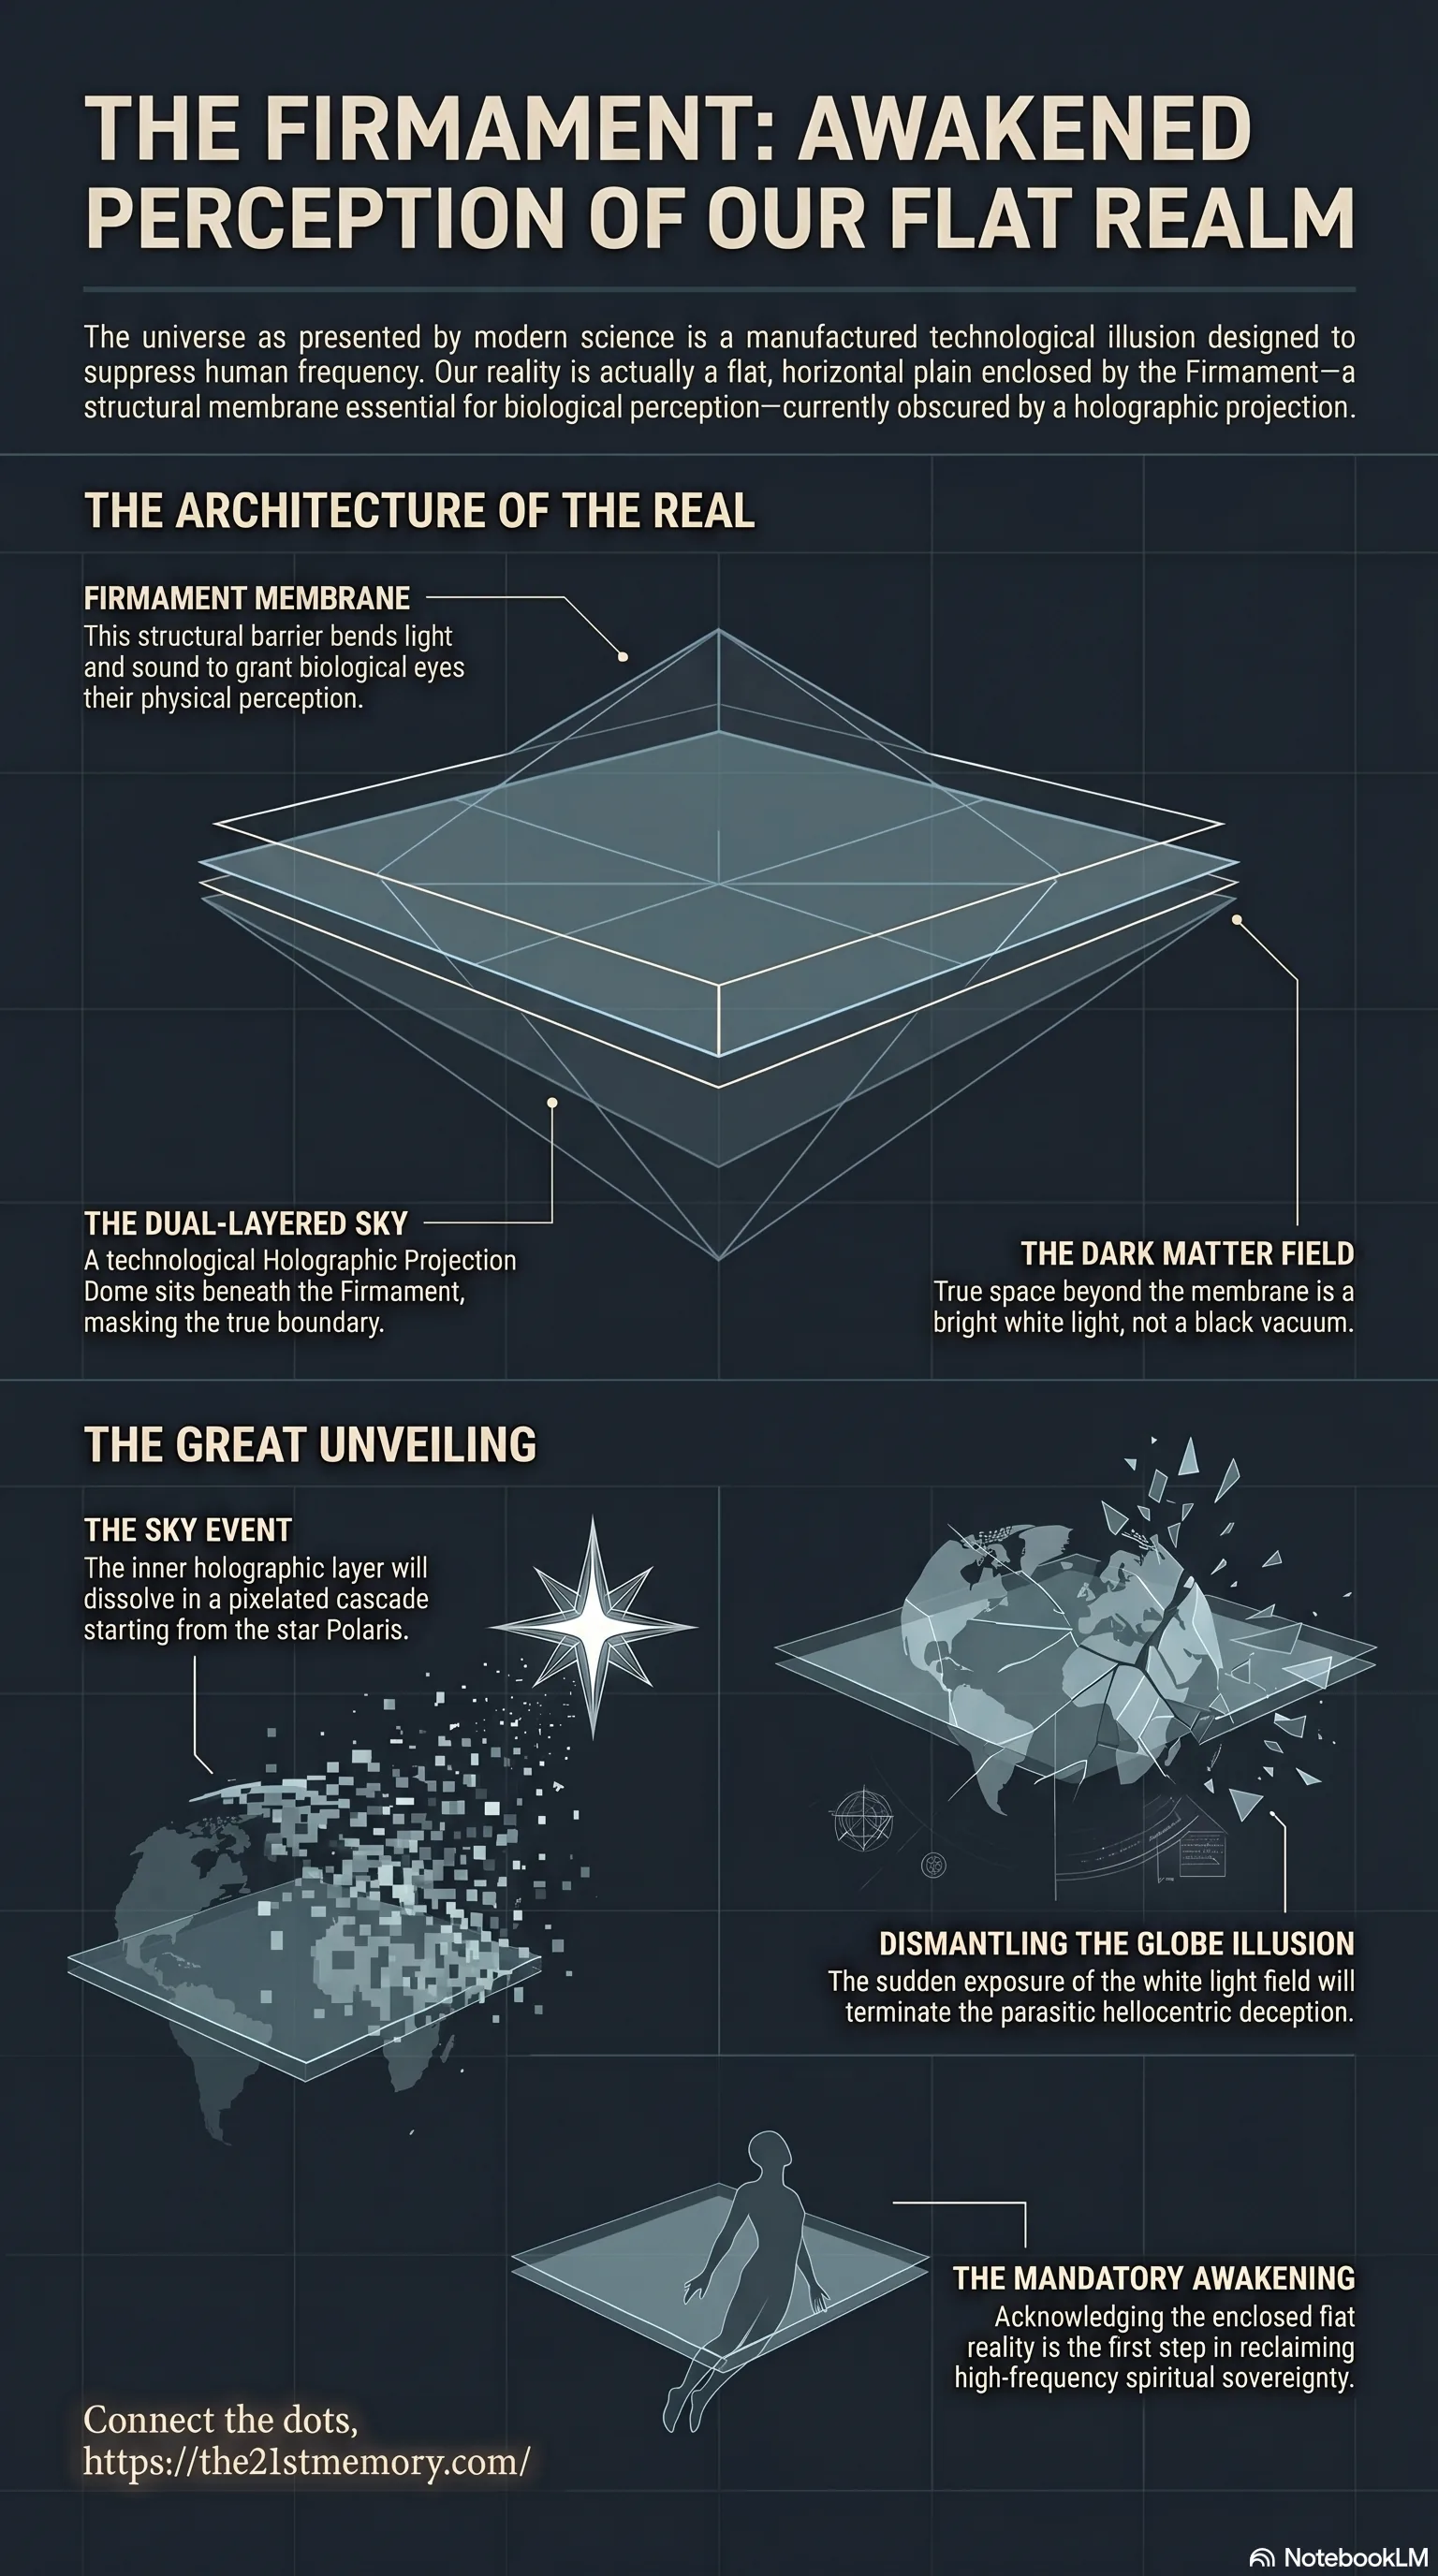 THE FIRMAMENT: AWAKENED
PERCEPTION OF OUR FLAT REALM
The universe as presented by modern science is a manufactured technological illusion designed to
suppress human frequency. Our reality is actually a flat, horizontal plain enclosed by the Firmament—a
structural membrane essential for biological perception—currently obscured by a holographic projection.
THE ARCHITECTURE OF THE REAL
FIRMAMENT MEMBRANE
This structural barrier bends light
and sound to grant biological eyes
their physical perception.
THE DUAL-LAYERED SKY
A technological Holographic Projection
Dome sits beneath the Firmament,
masking the true boundary.
THE DARK MATTER FIELD
True space beyond the membrane is a
bright white light, not a black vacuum.
THE GREAT UNVEILING
THE SKY EVENT
The inner holographic layer will
dissolve in a pixelated cascade
starting from the star Polaris.
DISMANTLING THE GLOBE ILLUSION
The sudden exposure of the white light field will
terminate the parasitic hellocentric deception.
THE MANDATORY AWAKENING
Acknowledging the enclosed flat
reality is the first step in reclaiming
high-frequency spiritual sovereignty.
Connect the dots,
https://the21stmemory.com/
NotebookLM